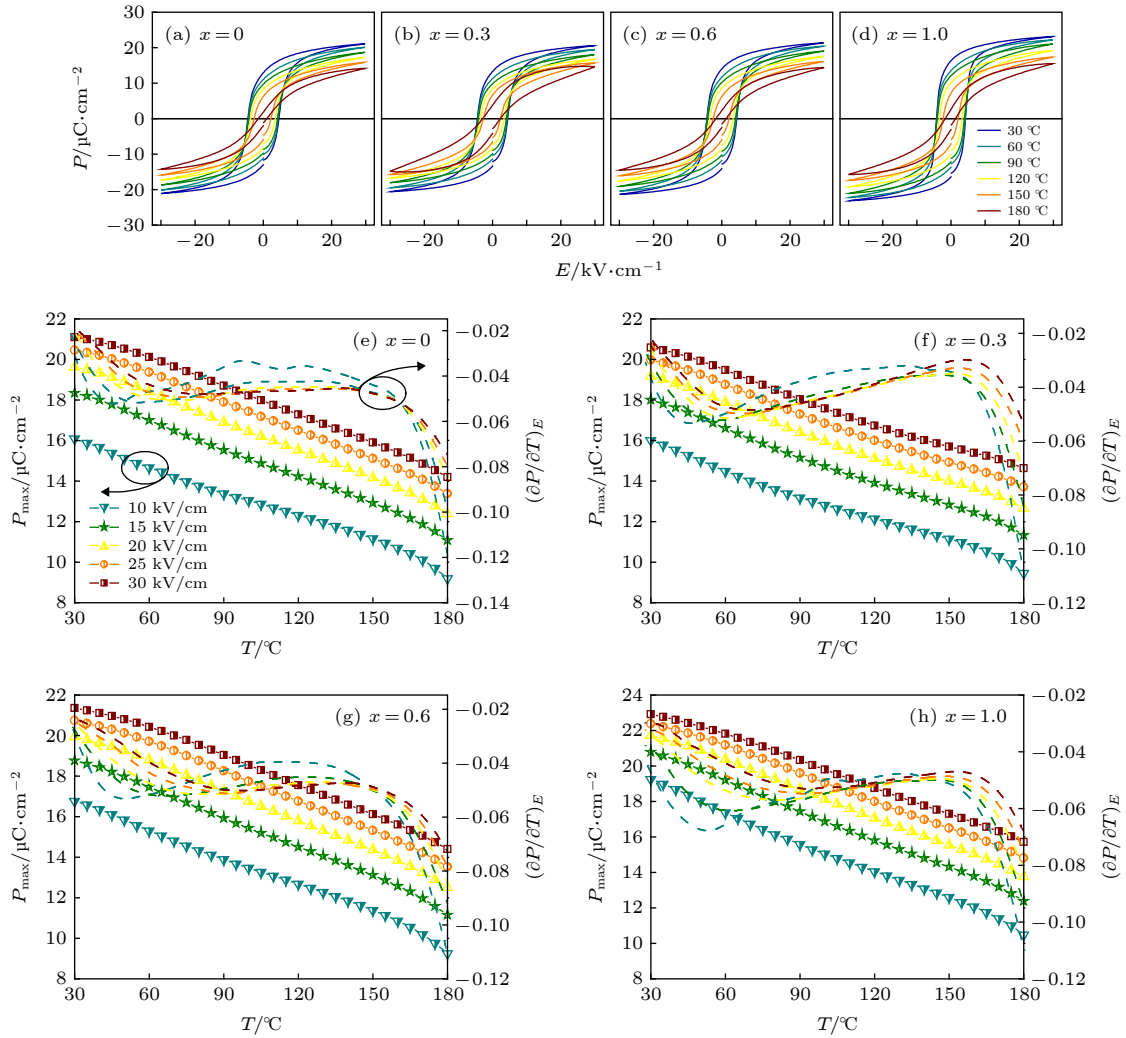 30
20
10
0
−10
−20
−30
P/µC·cm⁻²
(a) x = 0
(b) x = 0.3
(c) x = 0.6
(d) x = 1.0
30 ℃
60 ℃
90 ℃
120 ℃
150 ℃
180 ℃
−20 0 20
−20 0 20
−20 0 20
−20 0 20
E/kV·cm⁻¹
(e) x = 0
22
20
18
16
14
12
10
8
Pmax/µC·cm⁻²
10 kV/cm
15 kV/cm
20 kV/cm
25 kV/cm
30 kV/cm
−0.02
−0.04
−0.06
−0.08
−0.10
−0.12
−0.14
(∂P/∂T)E
30 60 90 120 150 180
T/℃
(f) x = 0.3
22
20
18
16
14
12
10
8
Pmax/µC·cm⁻²
−0.02
−0.04
−0.06
−0.08
−0.10
−0.12
(∂P/∂T)E
30 60 90 120 150 180
T/℃
(g) x = 0.6
22
20
18
16
14
12
10
8
Pmax/µC·cm⁻²
−0.02
−0.04
−0.06
−0.08
−0.10
−0.12
(∂P/∂T)E
30 60 90 120 150 180
T/℃
(h) x = 1.0
24
22
20
18
16
14
12
10
8
Pmax/µC·cm⁻²
−0.02
−0.04
−0.06
−0.08
−0.10
−0.12
(∂P/∂T)E
30 60 90 120 150 180
T/℃